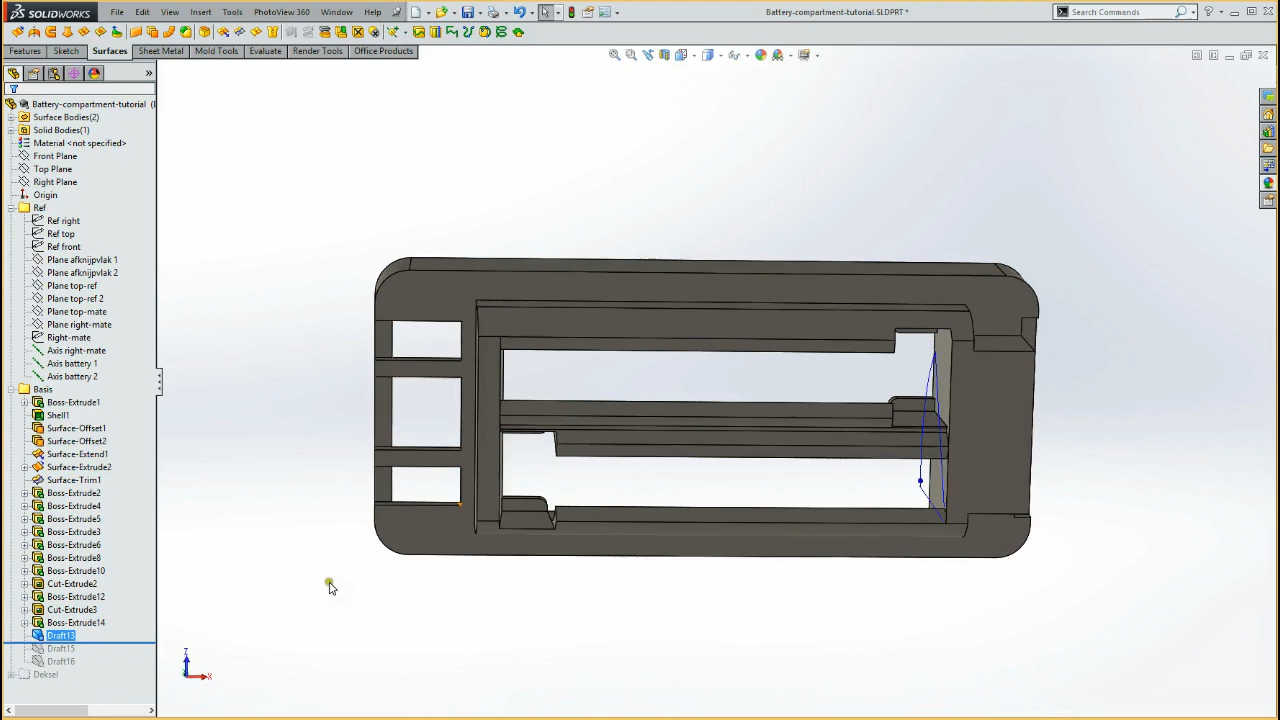 SOLIDWORKS File Edit View Insert Tools PhotoView 360 Window Help Battery-compartment-tutorial.SLDPRT * Search Commands
Features Sketch Surfaces Sheet Metal Mold Tools Evaluate Render Tools Office Products
Battery-compartment-tutorial (
Surface Bodies(2)
Solid Bodies(1)
Material <not specified>
Front Plane
Top Plane
Right Plane
Origin
Ref
Ref right
Ref top
Ref front
Plane afknijpvlak 1
Plane afknijpvlak 2
Plane top-ref
Plane top-ref 2
Plane top-mate
Plane right-mate
Right-mate
Axis right-mate
Axis battery 1
Axis battery 2
Basis
Boss-Extrude1
Shell1
Surface-Offset1
Surface-Offset2
Surface-Extend1
Surface-Extrude2
Surface-Trim1
Boss-Extrude2
Boss-Extrude4
Boss-Extrude5
Boss-Extrude3
Boss-Extrude6
Boss-Extrude8
Boss-Extrude10
Cut-Extrude2
Boss-Extrude12
Cut-Extrude3
Boss-Extrude14
Draft13
Draft15
Draft16
Deksel
Z
X